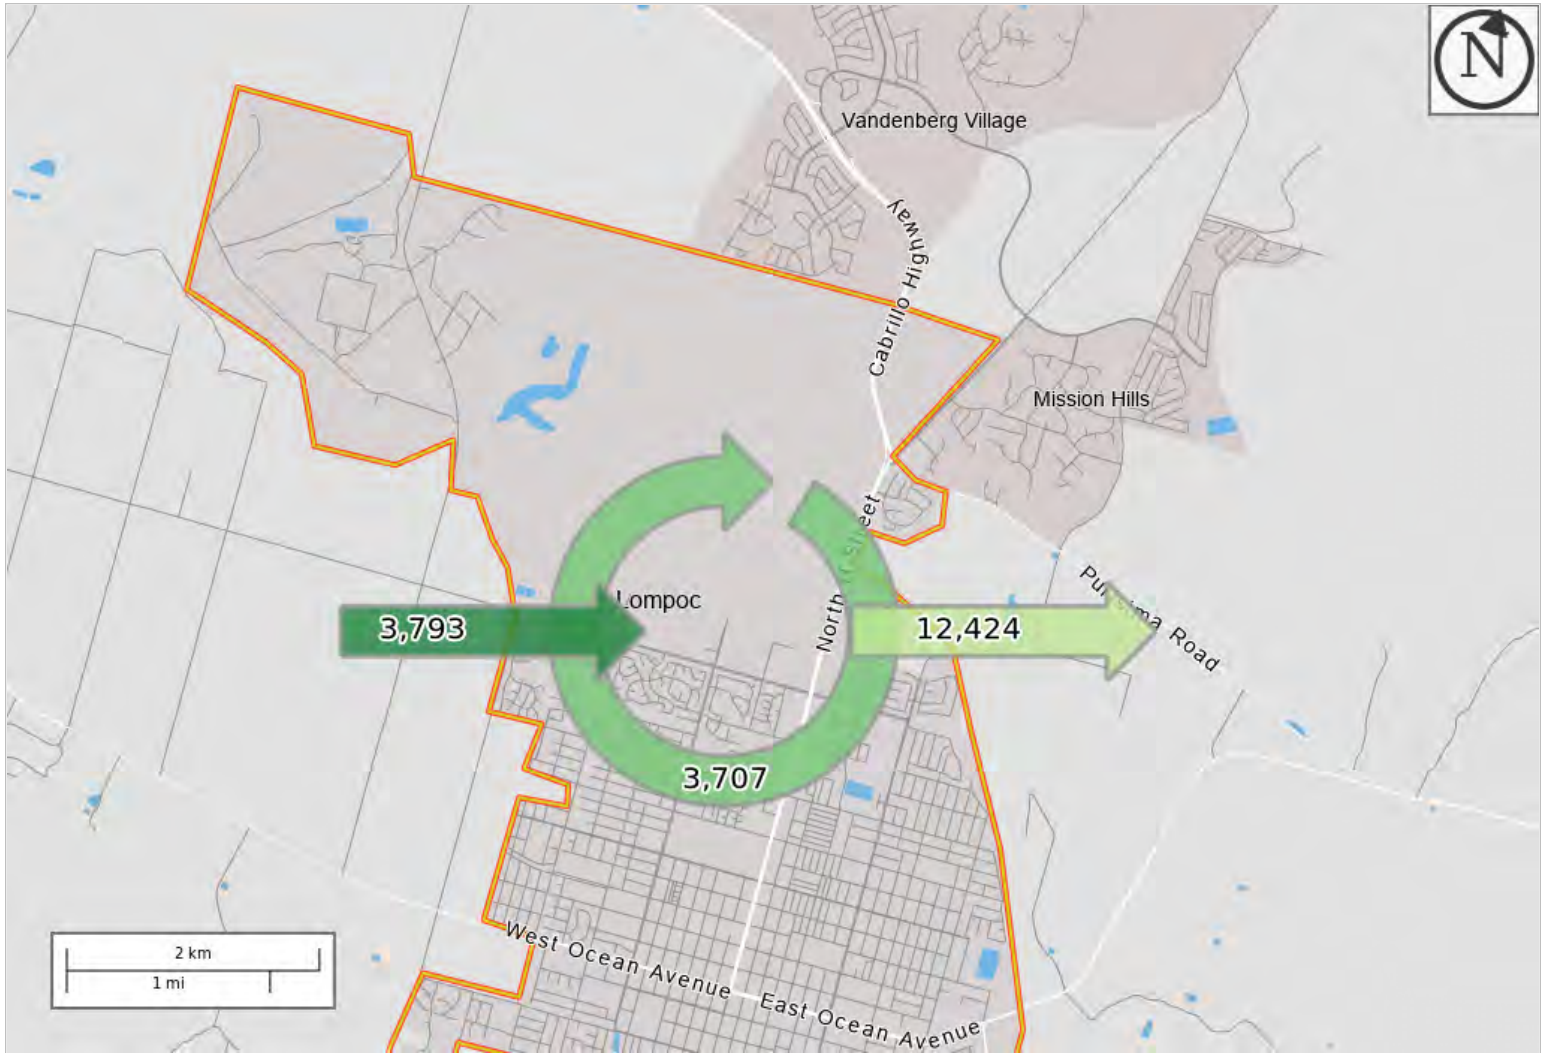 N
Vandenberg Village
Cabrillo Highway
Mission Hills
North H Street
Lompoc
Purisima Road
3,793
12,424
3,707
West Ocean Avenue
East Ocean Avenue
2 km
1 mi